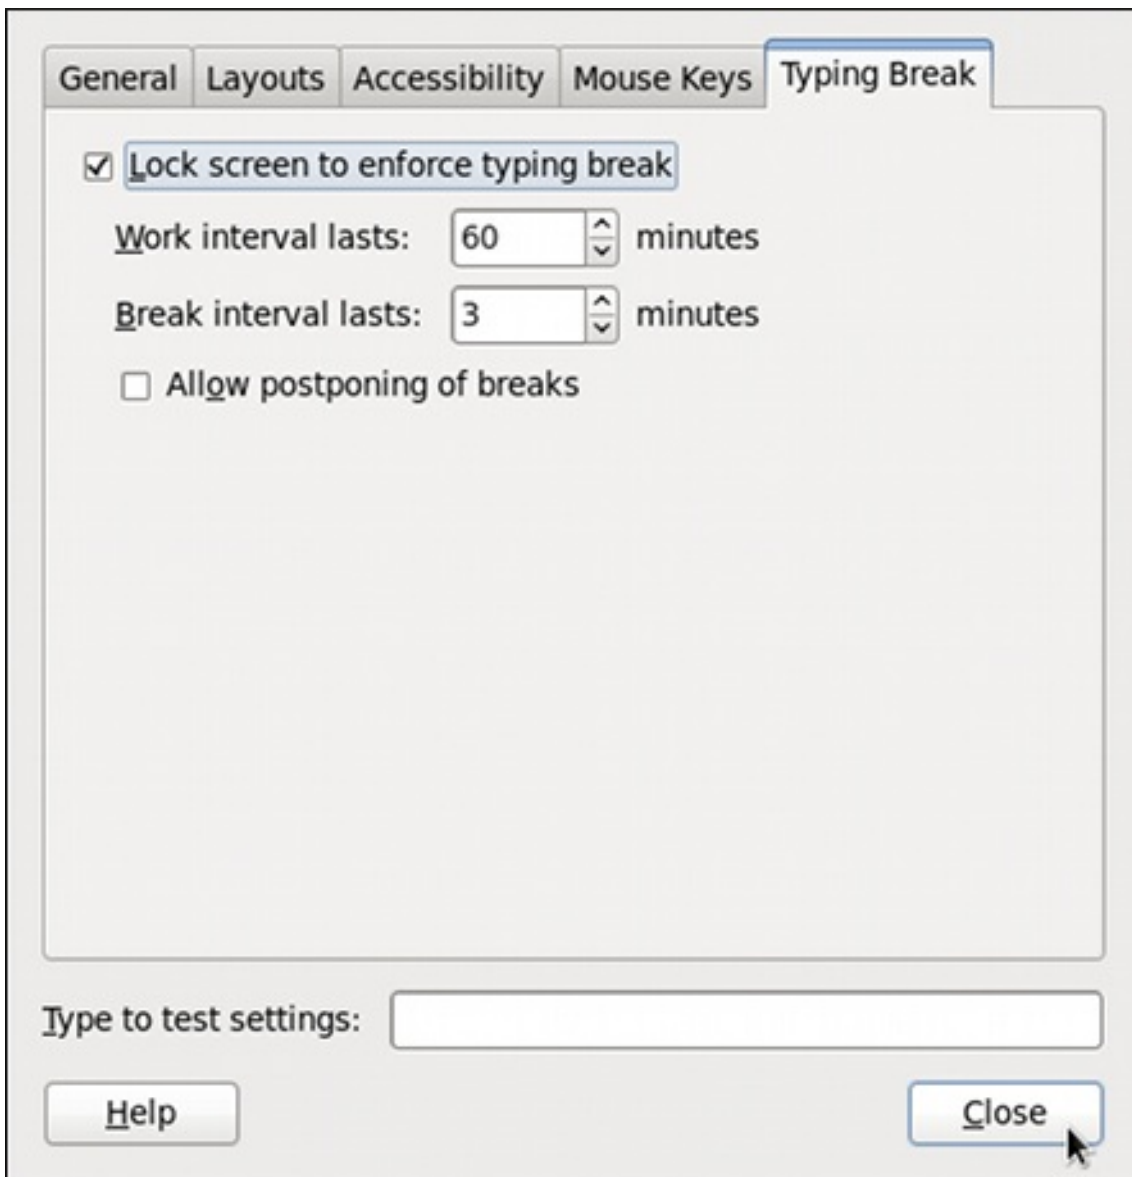 General Layouts Accessibility Mouse Keys Typing Break
Lock screen to enforce typing break
Work interval lasts: 60 minutes
Break interval lasts: 3 minutes
Allow postponing of breaks
Type to test settings:
Help Close